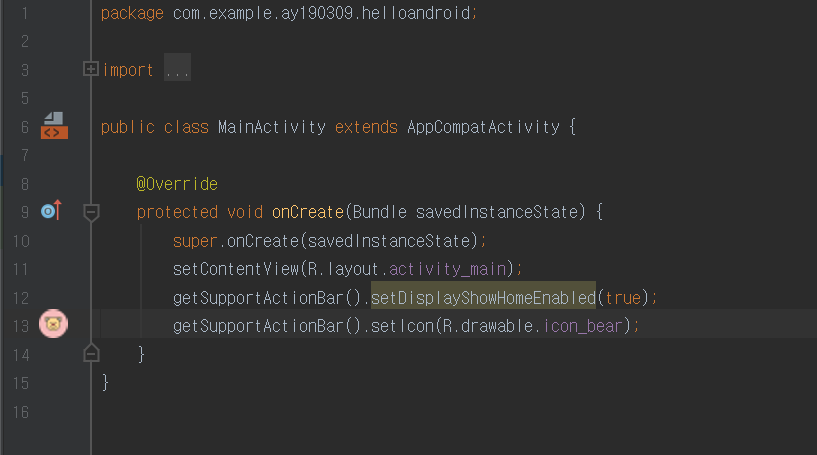 1 package com.example.ay190309.helloandroid;
2
3 import ...
5
6 public class MainActivity extends AppCompatActivity {
7
8 @Override
9 protected void onCreate(Bundle savedInstanceState) {
10 super.onCreate(savedInstanceState);
11 setContentView(R.layout.activity_main);
12 getSupportActionBar().setDisplayShowHomeEnabled(true);
13 getSupportActionBar().setIcon(R.drawable.icon_bear);
14 }
15 }
16